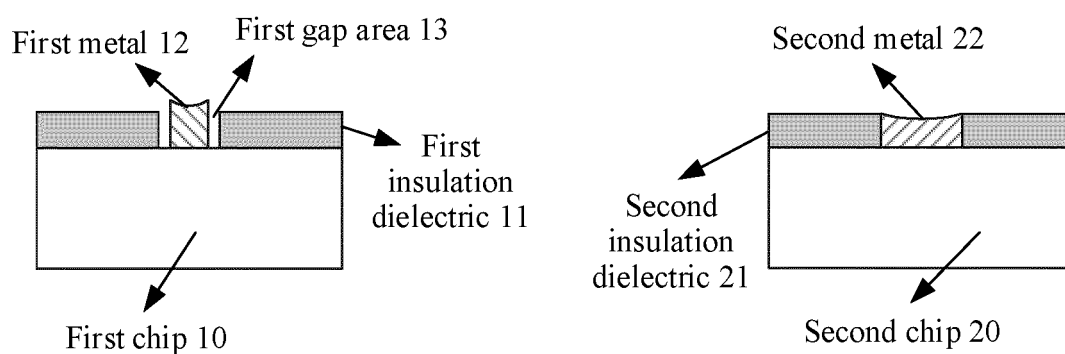 First metal 12
First gap area 13
First
insulation
dielectric 11
First chip 10
Second metal 22
Second
insulation
dielectric 21
Second chip 20